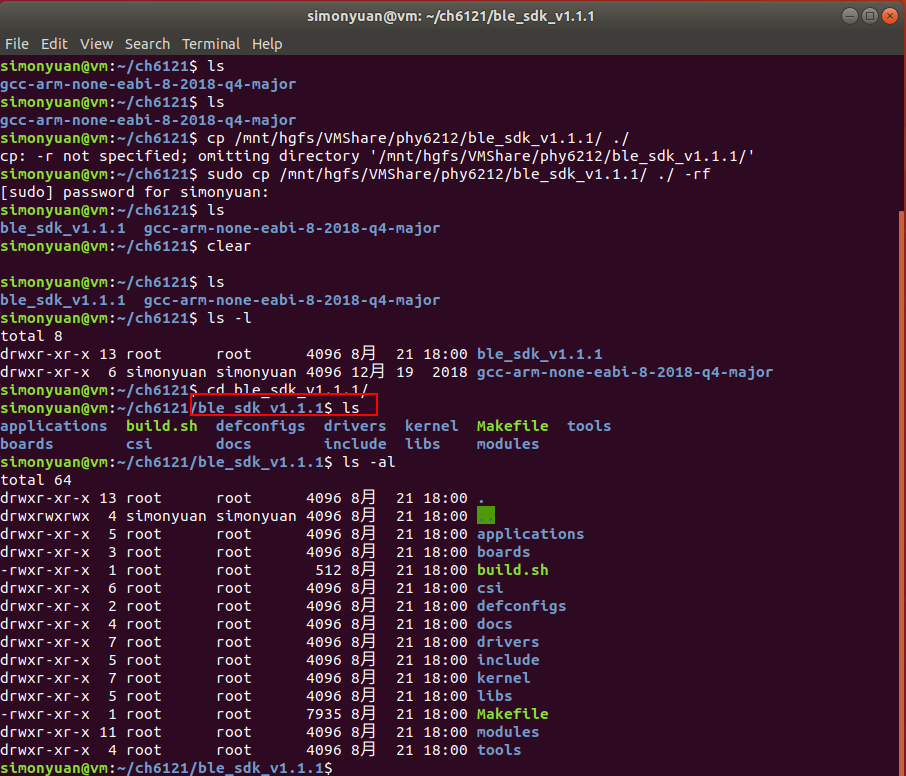 simonyuan@vm: ~/ch6121/ble_sdk_v1.1.1
File Edit View Search Terminal Help
simonyuan@vm:~/ch6121$ ls
gcc-arm-none-eabi-8-2018-q4-major
simonyuan@vm:~/ch6121$ ls
gcc-arm-none-eabi-8-2018-q4-major
simonyuan@vm:~/ch6121$ cp /mnt/hgfs/VMShare/phy6212/ble_sdk_v1.1.1/ ./
cp: -r not specified; omitting directory '/mnt/hgfs/VMShare/phy6212/ble_sdk_v1.1.1/'
simonyuan@vm:~/ch6121$ sudo cp /mnt/hgfs/VMShare/phy6212/ble_sdk_v1.1.1/ ./ -rf
[sudo] password for simonyuan:
simonyuan@vm:~/ch6121$ ls
ble_sdk_v1.1.1  gcc-arm-none-eabi-8-2018-q4-major
simonyuan@vm:~/ch6121$ clear
simonyuan@vm:~/ch6121$ ls
ble_sdk_v1.1.1  gcc-arm-none-eabi-8-2018-q4-major
simonyuan@vm:~/ch6121$ ls -l
total 8
drwxr-xr-x 13 root      root      4096 8月  21 18:00 ble_sdk_v1.1.1
drwxr-xr-x  6 simonyuan simonyuan 4096 12月 19  2018 gcc-arm-none-eabi-8-2018-q4-major
simonyuan@vm:~/ch6121$ cd ble_sdk_v1.1.1/
simonyuan@vm:~/ch6121/ble_sdk_v1.1.1$ ls
applications  build.sh  defconfigs  drivers  kernel  Makefile  tools
boards        csi       docs        include  libs    modules
simonyuan@vm:~/ch6121/ble_sdk_v1.1.1$ ls -al
total 64
drwxr-xr-x 13 root      root      4096 8月  21 18:00 .
drwxrwxrwx  4 simonyuan simonyuan 4096 8月  21 18:00
drwxr-xr-x  5 root      root      4096 8月  21 18:00 applications
drwxr-xr-x  3 root      root      4096 8月  21 18:00 boards
-rwxr-xr-x  1 root      root       512 8月  21 18:00 build.sh
drwxr-xr-x  6 root      root      4096 8月  21 18:00 csi
drwxr-xr-x  2 root      root      4096 8月  21 18:00 defconfigs
drwxr-xr-x  4 root      root      4096 8月  21 18:00 docs
drwxr-xr-x  7 root      root      4096 8月  21 18:00 drivers
drwxr-xr-x  5 root      root      4096 8月  21 18:00 include
drwxr-xr-x  7 root      root      4096 8月  21 18:00 kernel
drwxr-xr-x  5 root      root      4096 8月  21 18:00 libs
-rwxr-xr-x  1 root      root      7935 8月  21 18:00 Makefile
drwxr-xr-x 11 root      root      4096 8月  21 18:00 modules
drwxr-xr-x  4 root      root      4096 8月  21 18:00 tools
simonyuan@vm:~/ch6121/ble_sdk_v1.1.1$